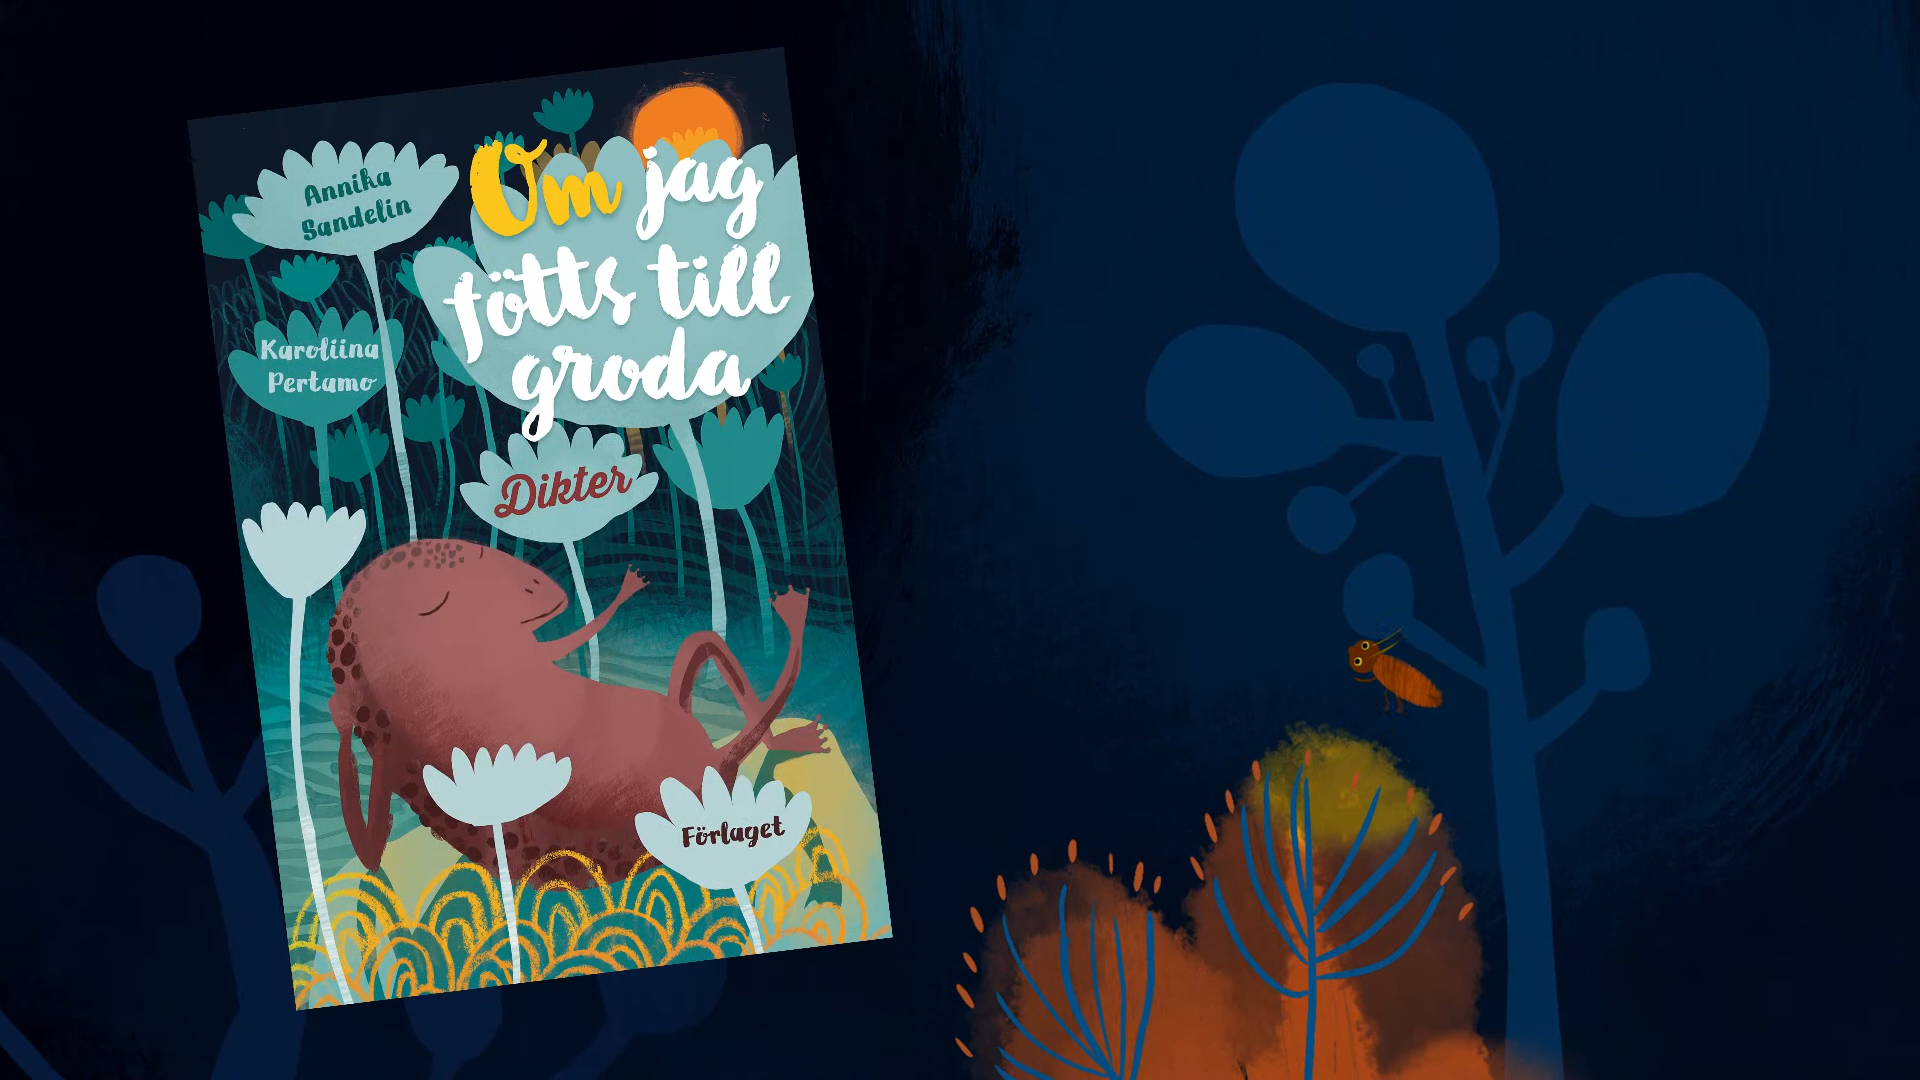 Annika
Sandelin
Om jag
fötts till
groda
Karoliina
Pertamo
Dikter
Förlaget